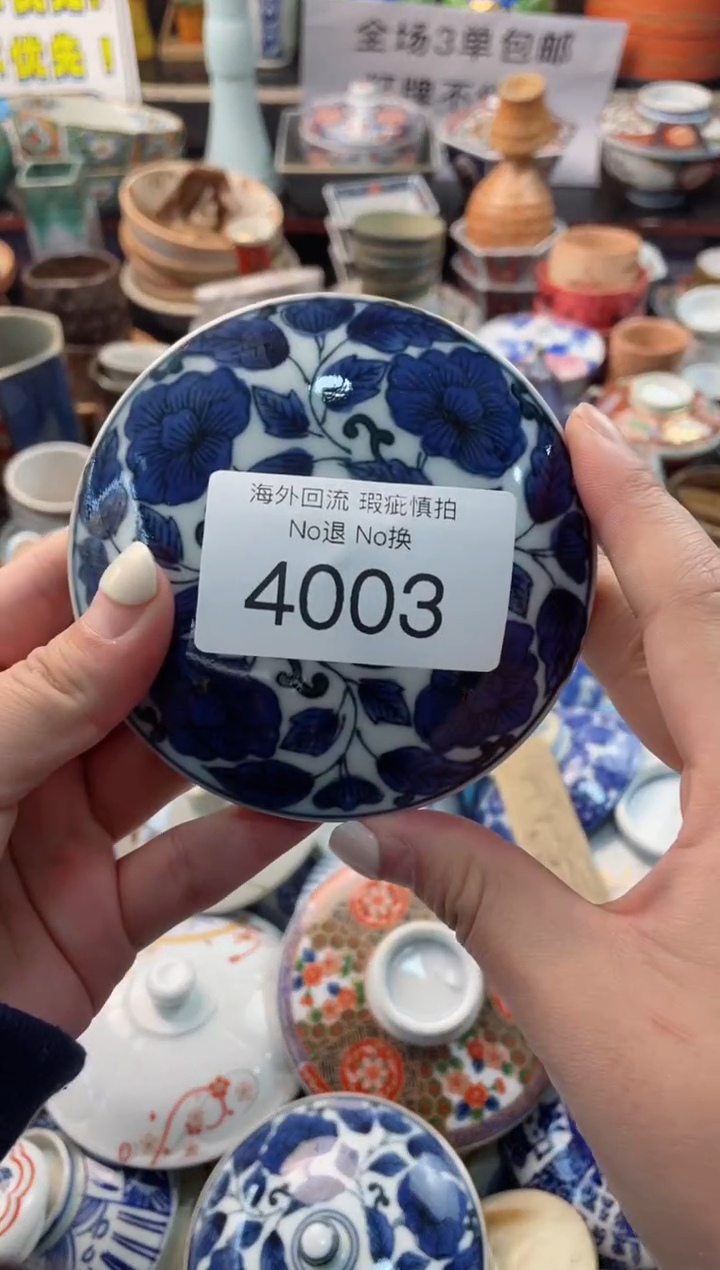 优先！
全场3单包邮
海外回流 瑕疵慎拍
No退 No换
4003